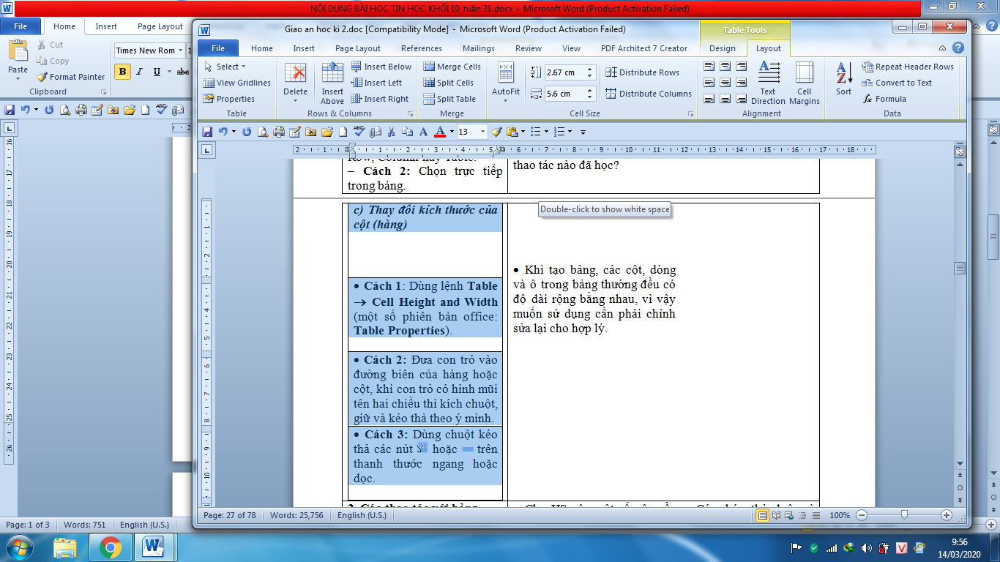 NỘI DUNG BÀI HỌC TIN HỌC KHỐI 10_tuần 31.docx - Microsoft Word (Product Activation Failed)
File Home Insert Page Layout
Paste
Cut
Copy
Format Painter
Clipboard
Times New Rom
B I U abc
Giao an hoc ki 2.doc [Compatibility Mode] - Microsoft Word (Product Activation Failed)
Table Tools
File Home Insert Page Layout References Mailings Review View PDF Architect 7 Creator Design Layout
Select
View Gridlines
Properties
Table
Delete
Insert Above
Insert Below
Insert Left
Insert Right
Rows & Columns
Merge Cells
Split Cells
Split Table
Merge
AutoFit
2.67 cm
5.6 cm
Distribute Rows
Distribute Columns
Cell Size
Text Direction
Cell Margins
Alignment
Sort
Repeat Header Rows
Convert to Text
Formula
Data
13
Row, Column hay Table.
– Cách 2: Chọn trực tiếp
trong bảng.
thao tác nào đã học?
Double-click to show white space
c) Thay đổi kích thước của
cột (hàng)
• Cách 1: Dùng lệnh Table
→ Cell Height and Width
(một số phiên bản office:
Table Properties).
• Cách 2: Đưa con trỏ vào
đường biên của hàng hoặc
cột, khi con trỏ có hình mũi
tên hai chiều thì kích chuột,
giữ và kéo thả theo ý mình.
• Cách 3: Dùng chuột kéo
thả các nút hoặc trên
thanh thước ngang hoặc
dọc.
• Khi tạo bảng, các cột, dòng
và ô trong bảng thường đều có
độ dài rộng bằng nhau, vì vậy
muốn sử dụng cần phải chỉnh
sửa lại cho hợp lý.
Page: 27 of 78 Words: 25,756 English (U.S.) 100%
Page: 1 of 3 Words: 751 English (U.S.)
9:56
14/03/2020